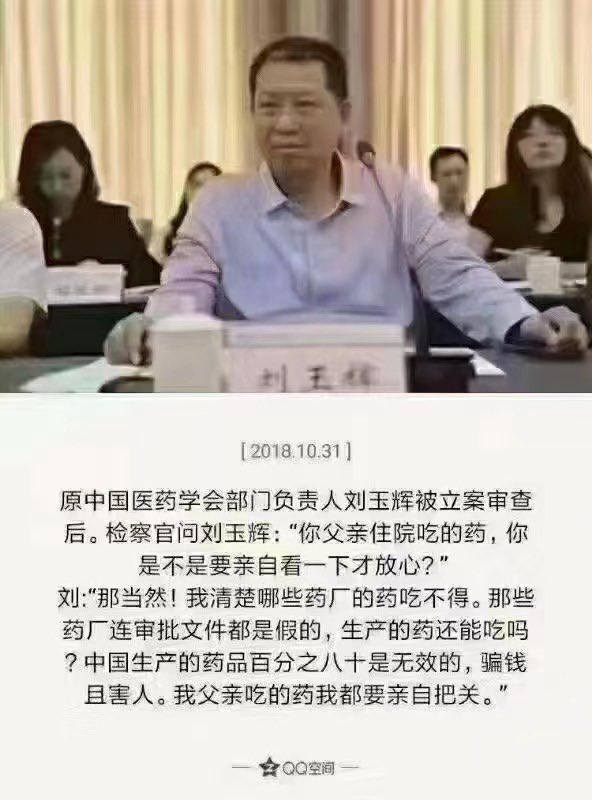 刘玉辉
[ 2018.10.31 ]
原中国医药学会部门负责人刘玉辉被立案审查
后。检察官问刘玉辉：“你父亲住院吃的药，你
是不是要亲自看一下才放心？”
刘:“那当然！我清楚哪些药厂的药吃不得。那些
药厂连审批文件都是假的，生产的药还能吃吗
？中国生产的药品百分之八十是无效的，骗钱
且害人。我父亲吃的药我都要亲自把关。”
QQ空间